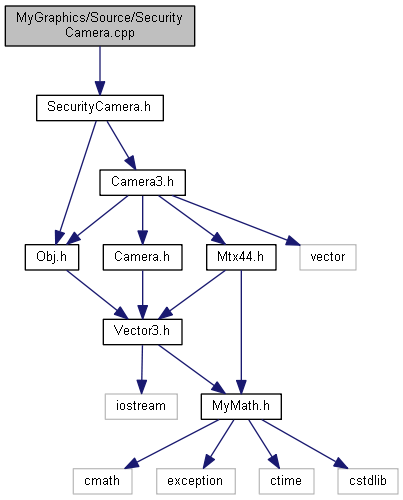 MyGraphics/Source/Security
Camera.cpp
SecurityCamera.h
Camera3.h
Obj.h
Camera.h
Mtx44.h
vector
Vector3.h
iostream
MyMath.h
cmath
exception
ctime
cstdlib